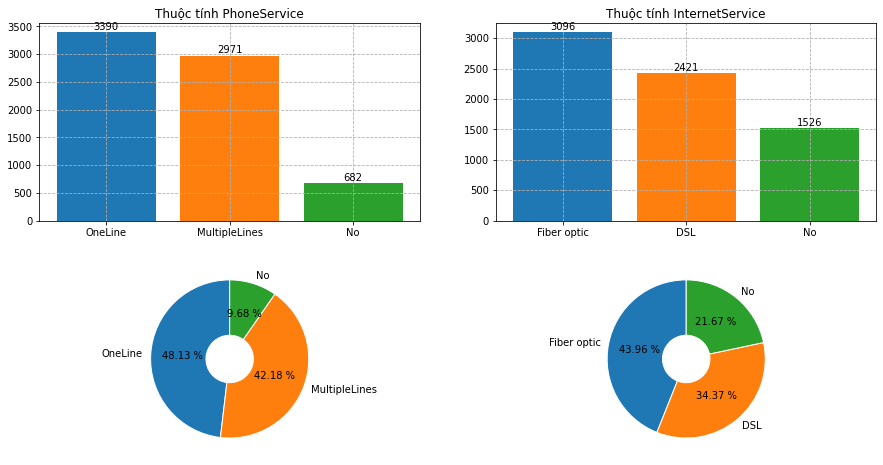 Thuộc tính PhoneService
3500
3000
2500
2000
1500
1000
500
0
3390
2971
682
OneLine
MultipleLines
No
Thuộc tính InternetService
3000
2500
2000
1500
1000
500
0
3096
2421
1526
Fiber optic
DSL
No
No
9.68 %
OneLine
48.13 %
42.18 %
MultipleLines
No
21.67 %
Fiber optic
43.96 %
34.37 %
DSL